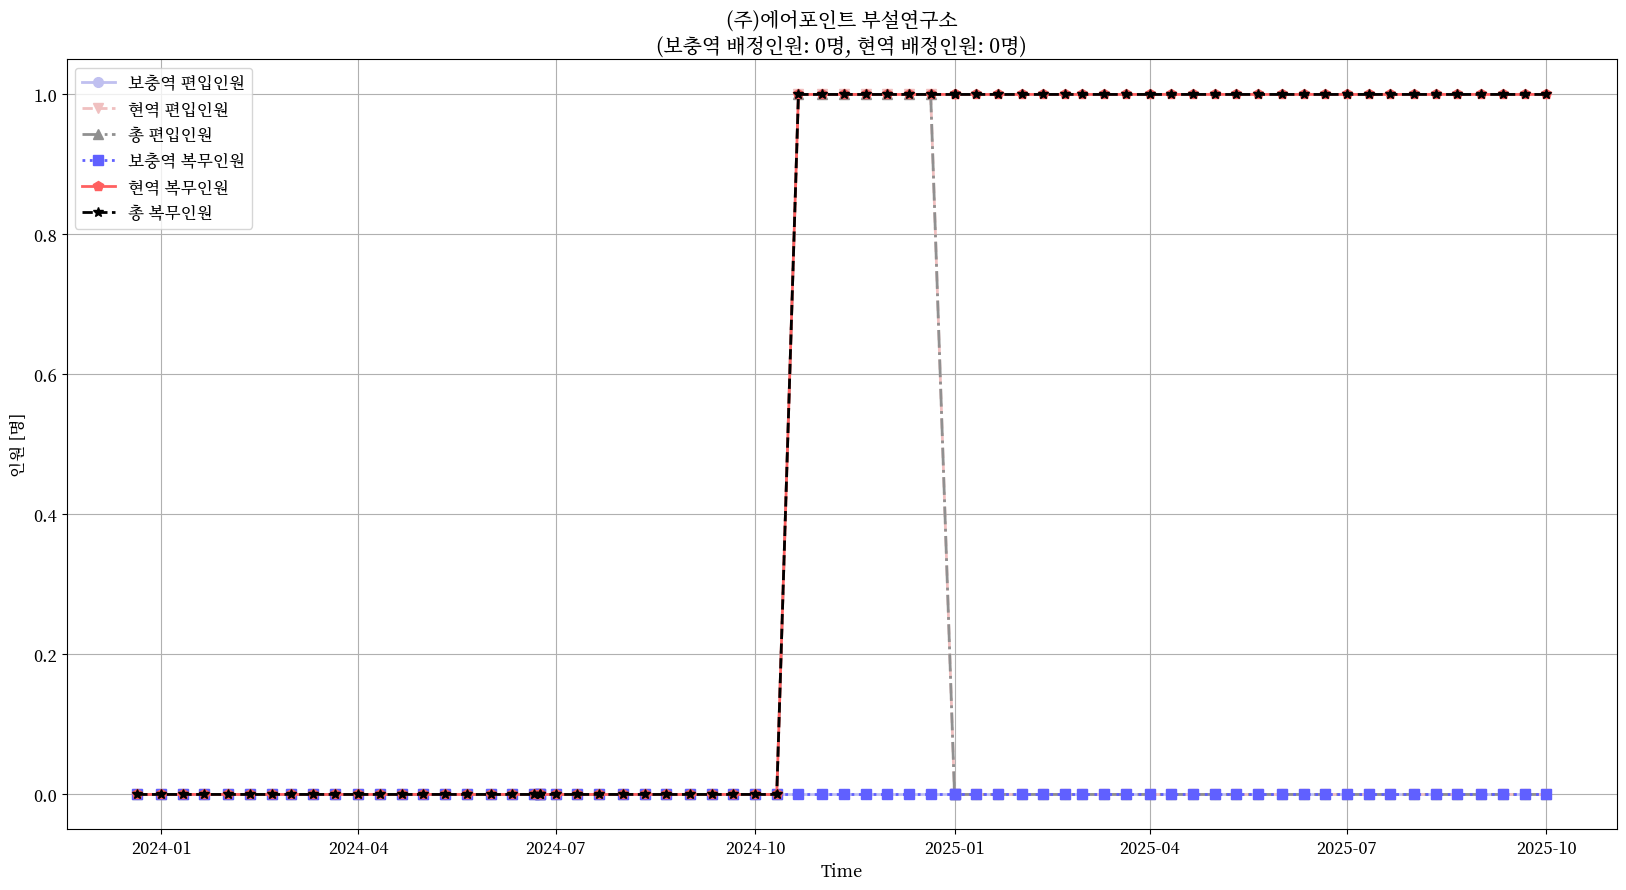 (주)에어포인트 부설연구소
(보충역 배정인원: 0명, 현역 배정인원: 0명)
보충역 편입인원
현역 편입인원
총 편입인원
보충역 복무인원
현역 복무인원
총 복무인원
인원 [명]
1.0
0.8
0.6
0.4
0.2
0.0
2024-01
2024-04
2024-07
2024-10
2025-01
2025-04
2025-07
2025-10
Time